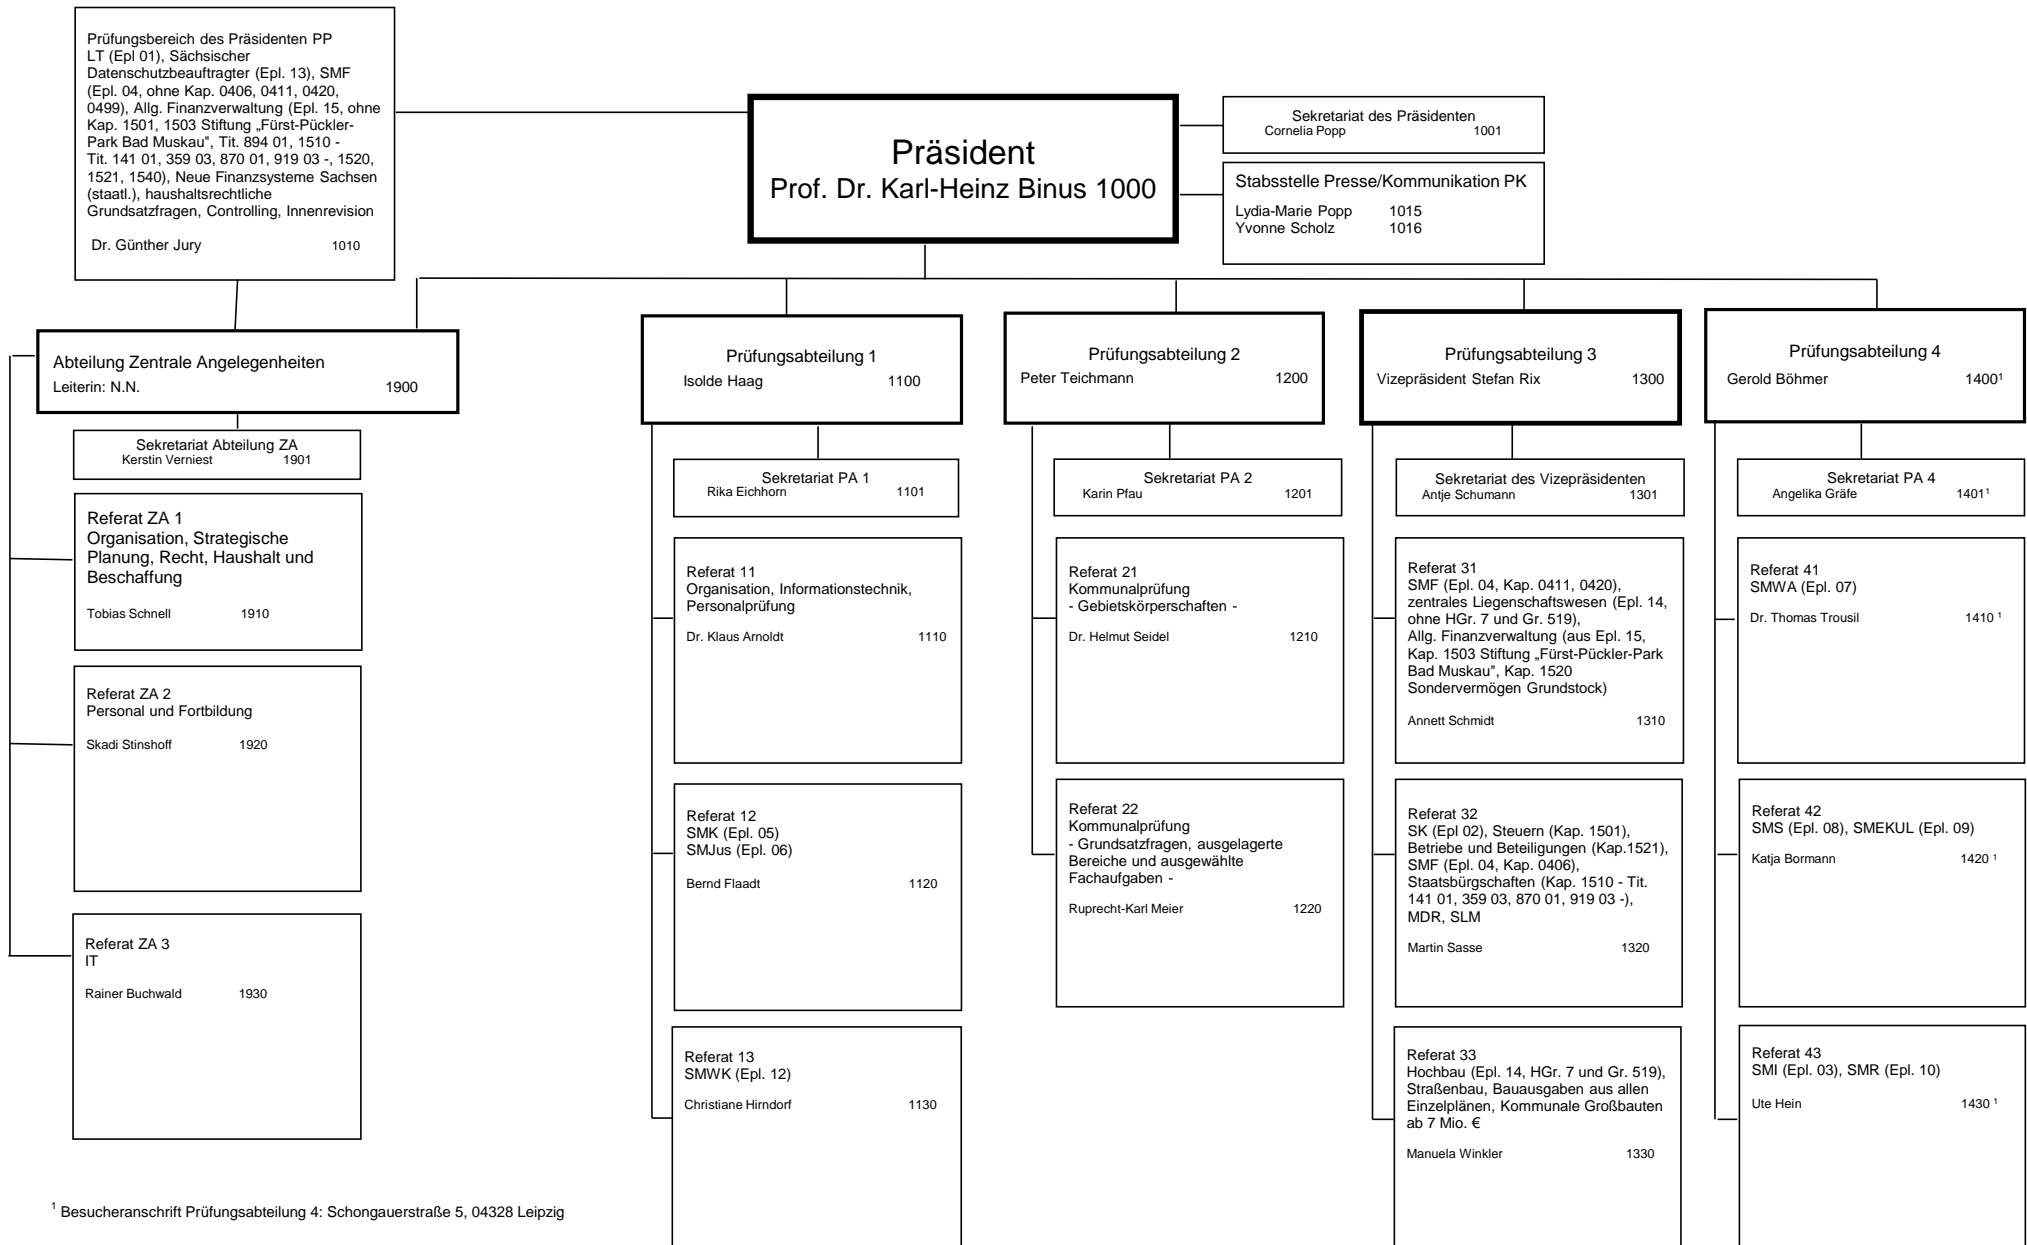 Prüfungsbereich des Präsidenten PP
LT (Epl 01), Sächsischer
Datenschutzbeauftragter (Epl. 13), SMF
(Epl. 04, ohne Kap. 0406, 0411, 0420,
0499), Allg. Finanzverwaltung (Epl. 15, ohne
Kap. 1501, 1503 Stiftung „Fürst-Pückler-
Park Bad Muskau", Tit. 894 01, 1510 -
Tit. 141 01, 359 03, 870 01, 919 03 -, 1520,
1521, 1540), Neue Finanzsysteme Sachsen
(staatl.), haushaltsrechtliche
Grundsatzfragen, Controlling, Innenrevision
Dr. Günther Jury 1010
Präsident
Prof. Dr. Karl-Heinz Binus 1000
Sekretariat des Präsidenten
Cornelia Popp 1001
Stabsstelle Presse/Kommunikation PK
Lydia-Marie Popp 1015
Yvonne Scholz 1016
Abteilung Zentrale Angelegenheiten
Leiterin: N.N. 1900
Sekretariat Abteilung ZA
Kerstin Verniest 1901
Referat ZA 1
Organisation, Strategische
Planung, Recht, Haushalt und
Beschaffung
Tobias Schnell 1910
Referat ZA 2
Personal und Fortbildung
Skadi Stinshoff 1920
Referat ZA 3
IT
Rainer Buchwald 1930
Prüfungsabteilung 1
Isolde Haag 1100
Sekretariat PA 1
Rika Eichhorn 1101
Referat 11
Organisation, Informationstechnik,
Personalprüfung
Dr. Klaus Arnoldt 1110
Referat 12
SMK (Epl. 05)
SMJus (Epl. 06)
Bernd Flaadt 1120
Referat 13
SMWK (Epl. 12)
Christiane Hirndorf 1130
Prüfungsabteilung 2
Peter Teichmann 1200
Sekretariat PA 2
Karin Pfau 1201
Referat 21
Kommunalprüfung
- Gebietskörperschaften -
Dr. Helmut Seidel 1210
Referat 22
Kommunalprüfung
- Grundsatzfragen, ausgelagerte
Bereiche und ausgewählte
Fachaufgaben -
Ruprecht-Karl Meier 1220
Prüfungsabteilung 3
Vizepräsident Stefan Rix 1300
Sekretariat des Vizepräsidenten
Antje Schumann 1301
Referat 31
SMF (Epl. 04, Kap. 0411, 0420),
zentrales Liegenschaftswesen (Epl. 14,
ohne HGr. 7 und Gr. 519),
Allg. Finanzverwaltung (aus Epl. 15,
Kap. 1503 Stiftung „Fürst-Pückler-Park
Bad Muskau", Kap. 1520
Sondervermögen Grundstock)
Annett Schmidt 1310
Referat 32
SK (Epl 02), Steuern (Kap. 1501),
Betriebe und Beteiligungen (Kap.1521),
SMF (Epl. 04, Kap. 0406),
Staatsbürgschaften (Kap. 1510 - Tit.
141 01, 359 03, 870 01, 919 03 -),
MDR, SLM
Martin Sasse 1320
Referat 33
Hochbau (Epl. 14, HGr. 7 und Gr. 519),
Straßenbau, Bauausgaben aus allen
Einzelplänen, Kommunale Großbauten
ab 7 Mio. €
Manuela Winkler 1330
Prüfungsabteilung 4
Gerold Böhmer 1400¹
Sekretariat PA 4
Angelika Gräfe 1401¹
Referat 41
SMWA (Epl. 07)
Dr. Thomas Trousil 1410 ¹
Referat 42
SMS (Epl. 08), SMEKUL (Epl. 09)
Katja Bormann 1420 ¹
Referat 43
SMI (Epl. 03), SMR (Epl. 10)
Ute Hein 1430 ¹
¹ Besucheranschrift Prüfungsabteilung 4: Schongauerstraße 5, 04328 Leipzig